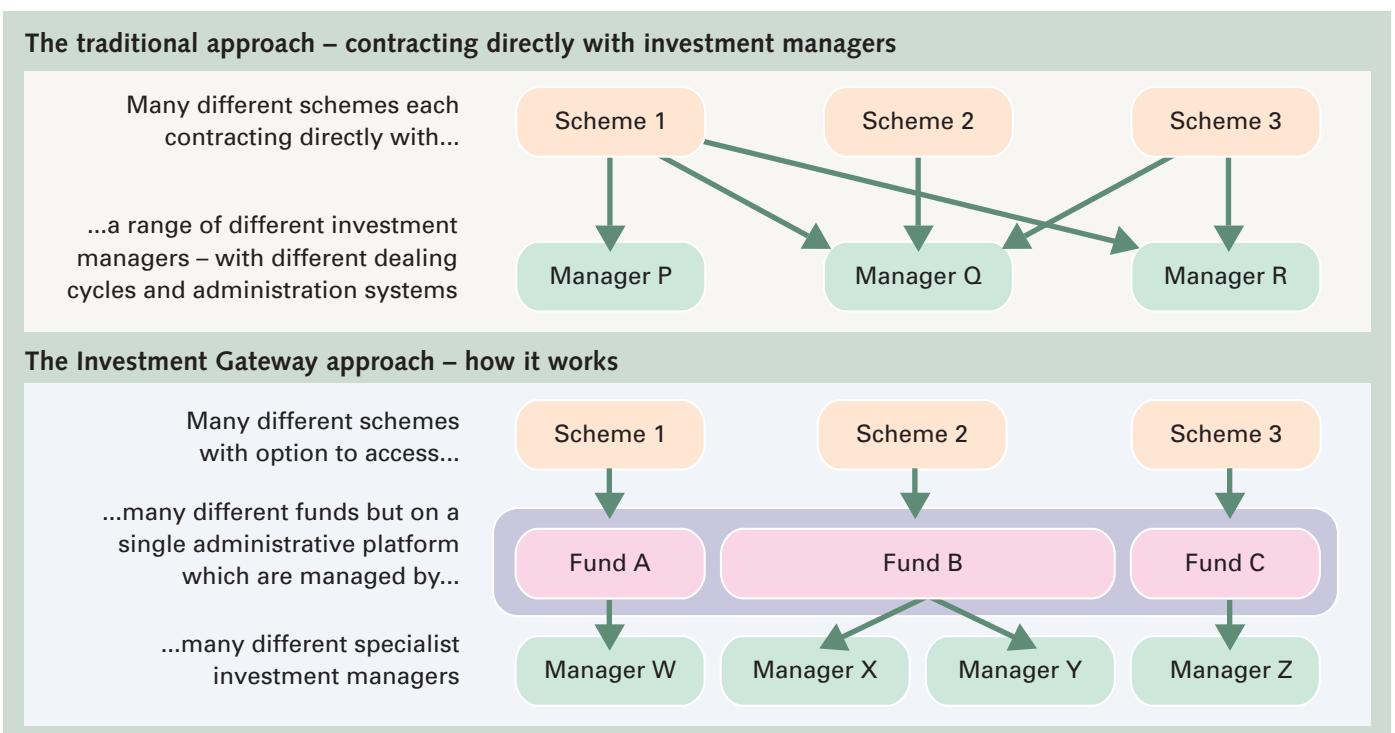 The traditional approach – contracting directly with investment managers
Many different schemes each
contracting directly with...
Scheme 1
Scheme 2
Scheme 3
...a range of different investment
managers – with different dealing
cycles and administration systems
Manager P
Manager Q
Manager R
The Investment Gateway approach – how it works
Many different schemes
with option to access...
Scheme 1
Scheme 2
Scheme 3
...many different funds but on a
single administrative platform
which are managed by...
Fund A
Fund B
Fund C
...many different specialist
investment managers
Manager W
Manager X
Manager Y
Manager Z